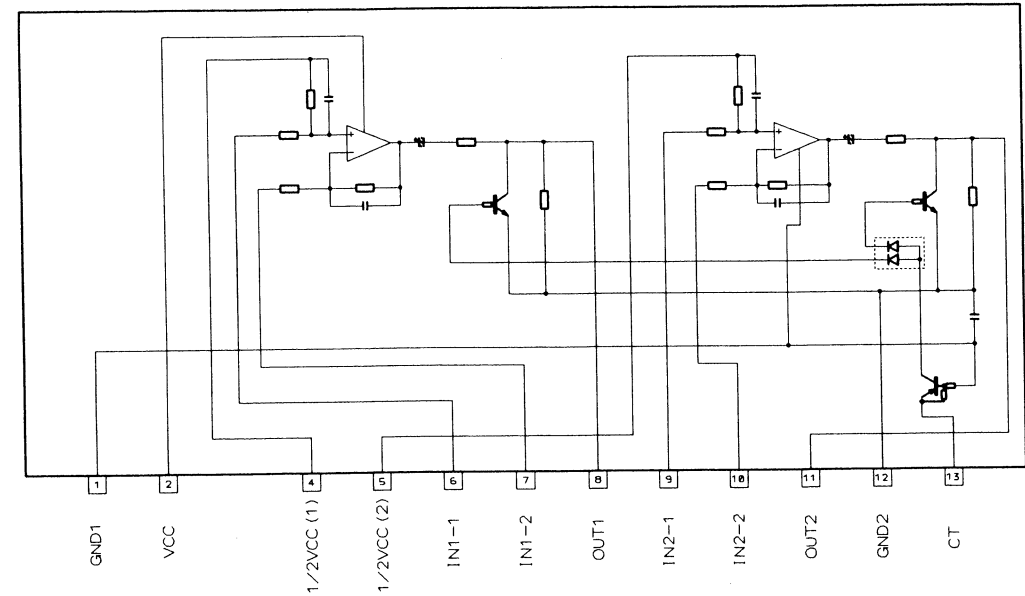 1 2 4 5 6 7 8 9 10 11 12 13
GND1
VCC
1/2VCC (1)
1/2VCC (2)
IN1-1
IN1-2
OUT1
IN2-1
IN2-2
OUT2
GND2
CT